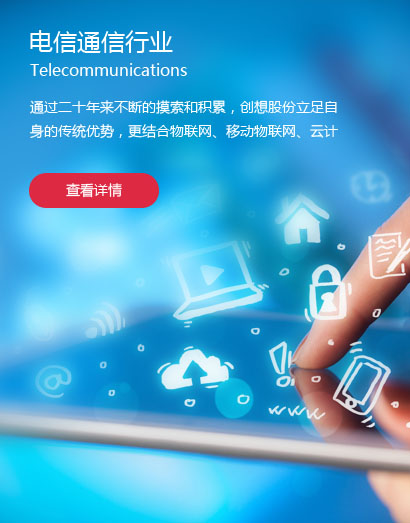 电信通信行业
Telecommunications
通过二十年来不断的摸索和积累，创想股份立足自
身的传统优势，更结合物联网、移动物联网、云计
查看详情
@
www